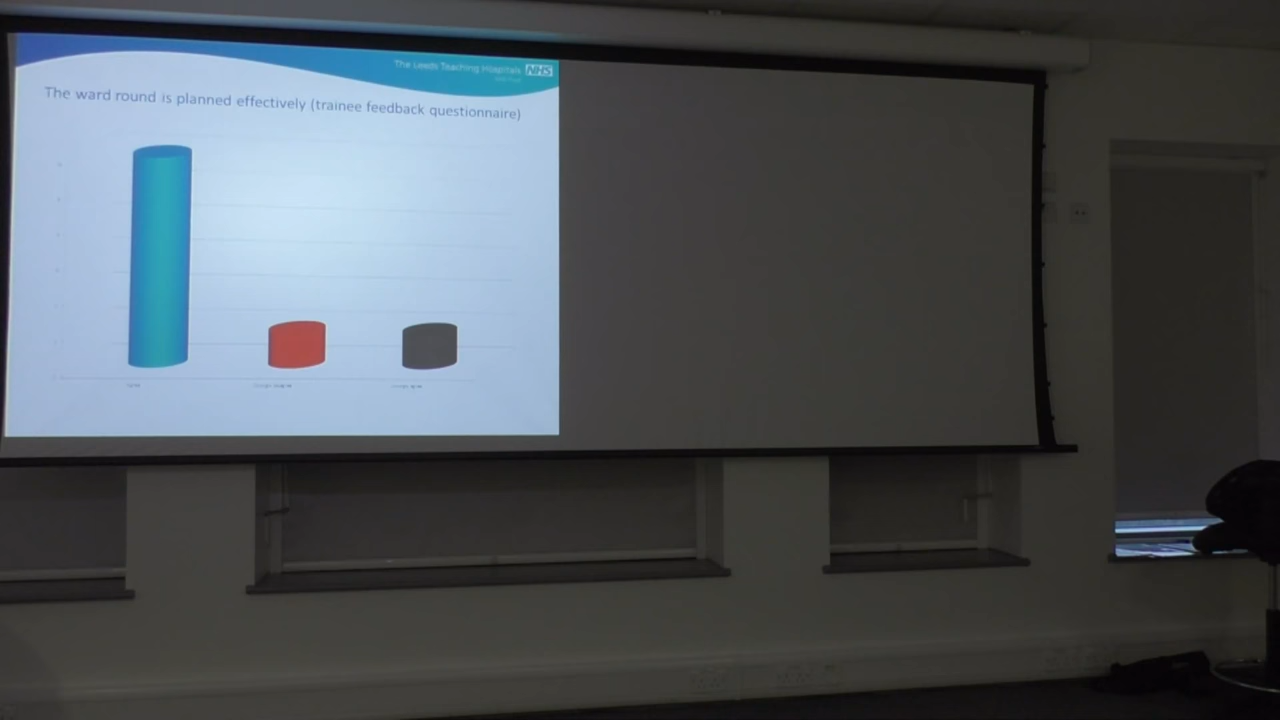 The Leeds Teaching Hospitals NHS
The ward round is planned effectively (trainee feedback questionnaire)